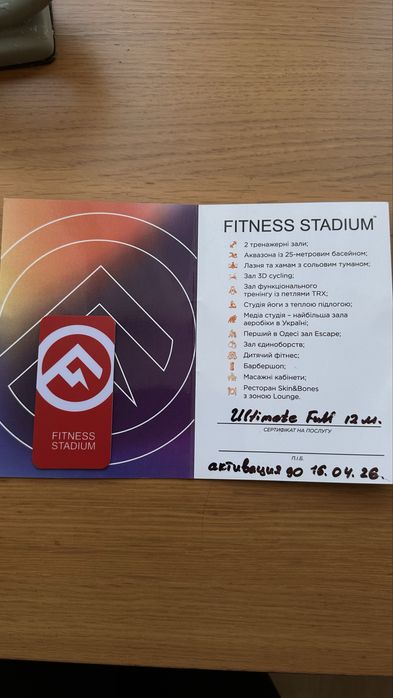 FITNESS STADIUM™
2 тренажерні зали;
Аквазона із 25-метровим басейном;
Лазня та хамам з сольовим туманом;
Зал 3D cycling;
Зал функціонального
тренінгу із петлями TRX;
Студія йоги з теплою підлогою;
Медіа студія – найбільша зала
аеробіки в Україні;
Перший в Одесі зал Escape;
Зал єдиноборств;
Дитячий фітнес;
Барбершоп;
Масажні кабінети;
Ресторан Skin&Bones
з зоною Lounge.
Ultimate Full 12 м.
СЕРТИФІКАТ НА ПОСЛУГУ
П.І.Б.
активация до 16.04.26.
FITNESS
STADIUM